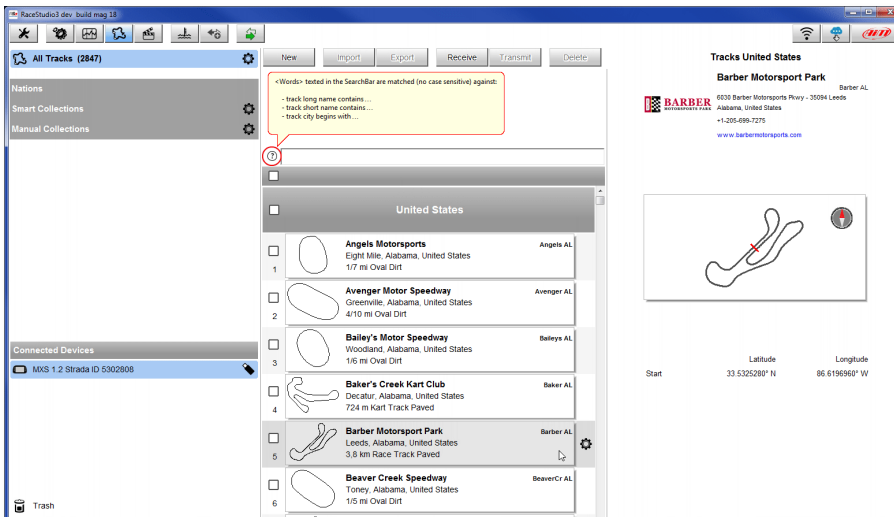 RaceStudio3 dev build mag 18
All Tracks (2847)
Nations
Smart Collections
Manual Collections
Connected Devices
MXS 1.2 Strada ID 5302808
Trash
New Import Export Receive Transmit Delete
<Words> texted in the SearchBar are matched (no case sensitive) against:
- track long name contains ...
- track short name contains ...
- track city begins with ...
?
United States
Angels Motorsports Angels AL
Eight Mile, Alabama, United States
1/7 mi Oval Dirt
1
Avenger Motor Speedway Avenger AL
Greenville, Alabama, United States
4/10 mi Oval Dirt
2
Bailey's Motor Speedway Baileys AL
Woodland, Alabama, United States
1/6 mi Oval Dirt
3
Baker's Creek Kart Club Baker AL
Decatur, Alabama, United States
724 m Kart Track Paved
4
Barber Motorsport Park Barber AL
Leeds, Alabama, United States
3,8 km Race Track Paved
5
Beaver Creek Speedway BeaverCr AL
Toney, Alabama, United States
1/5 mi Oval Dirt
6
AiM
Tracks United States
Barber Motorsport Park
Barber AL
BARBER
MOTORSPORTS PARK
6030 Barber Motorsports Pkwy - 35094 Leeds
Alabama, United States
+1-205-699-7275
www.barbermotorsports.com
Latitude Longitude
Start 33.5325280° N 86.6196960° W